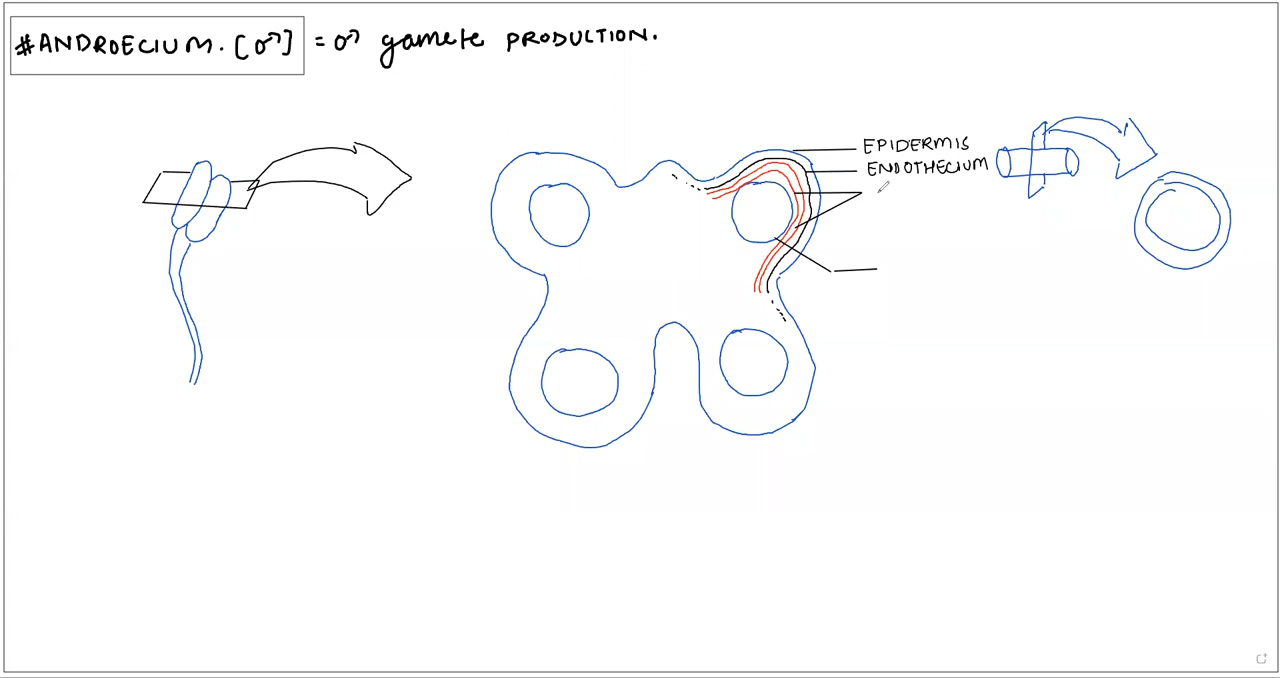 #ANDROECIUM. [♂] = ♂ gamete PRODUCTION.
EPIDERMIS
ENDOTHECIUM